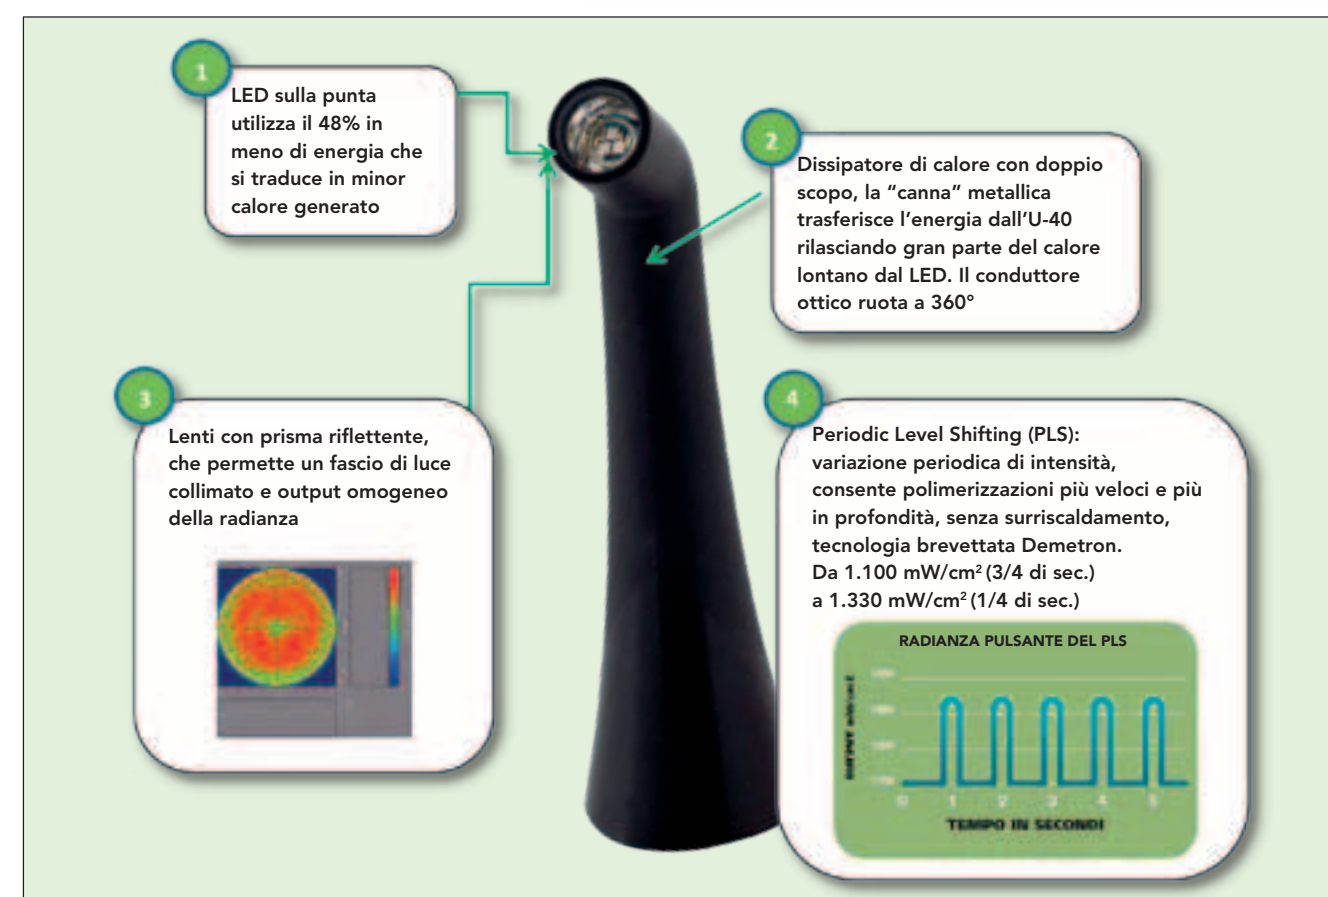 1
LED sulla punta
utilizza il 48% in
meno di energia che
si traduce in minor
calore generato
2
Dissipatore di calore con doppio
scopo, la “canna” metallica
trasferisce l’energia dall’U-40
rilasciando gran parte del calore
lontano dal LED. Il conduttore
ottico ruota a 360°
3
Lenti con prisma riflettente,
che permette un fascio di luce
collimato e output omogeneo
della radianza
4
Periodic Level Shifting (PLS):
variazione periodica di intensità,
consente polimerizzazioni più veloci e più
in profondità, senza surriscaldamento,
tecnologia brevettata Demetron.
Da 1.100 mW/cm² (3/4 di sec.)
a 1.330 mW/cm² (1/4 di sec.)
RADIANZA PULSANTE DEL PLS
OUTPUT
0 1 2 3 4 5
TEMPO IN SECONDI